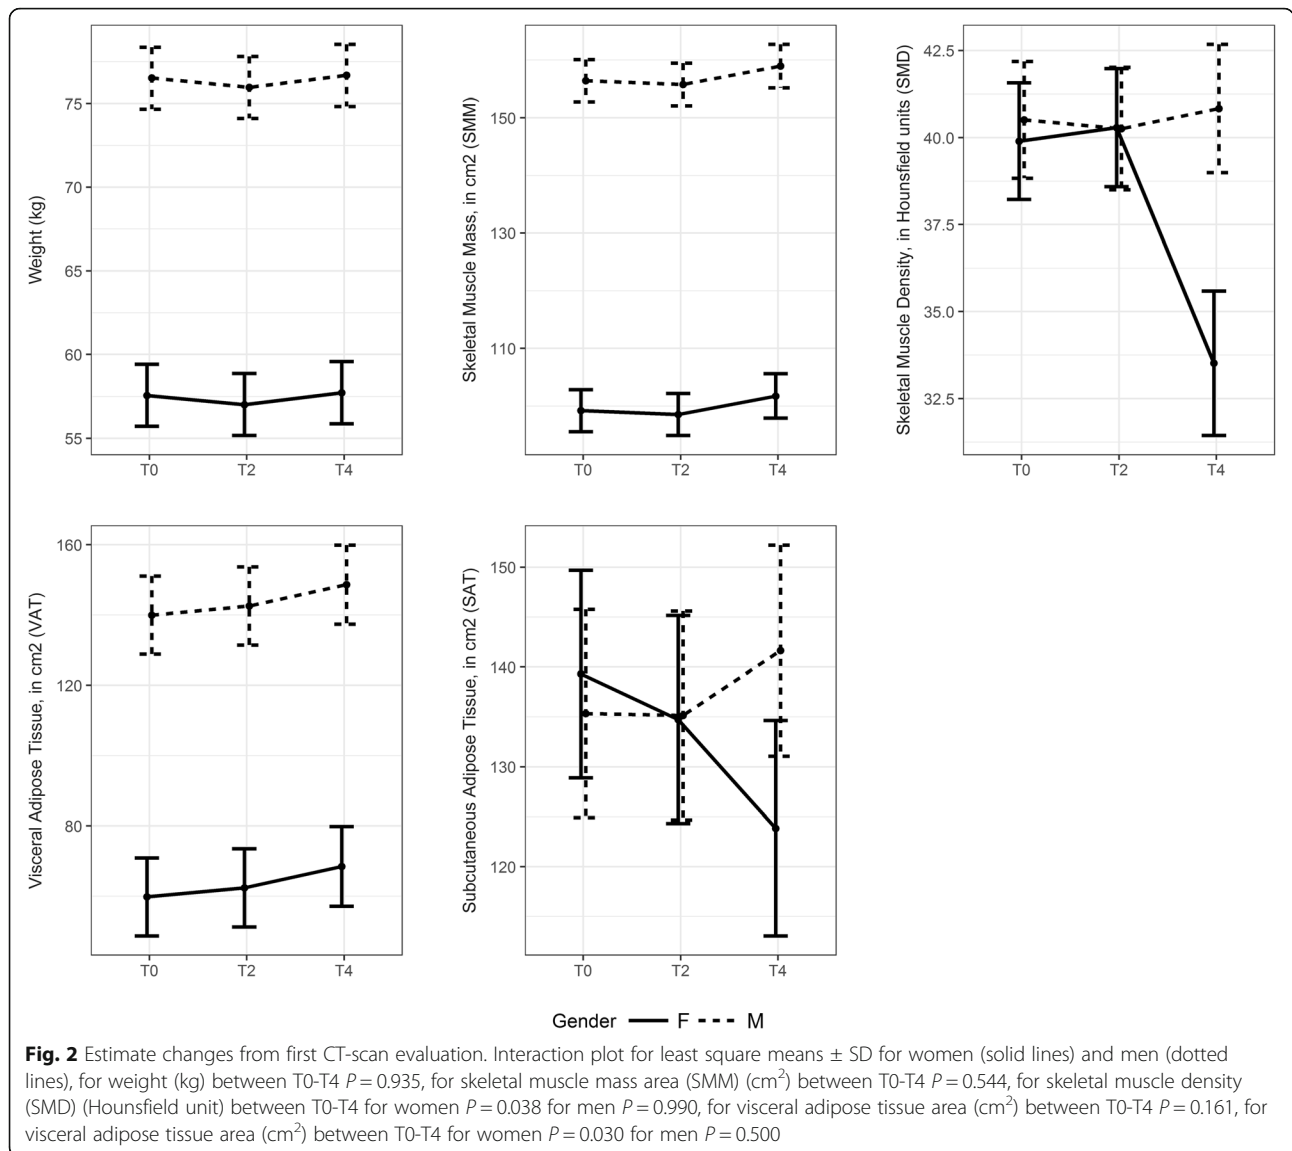 Weight (kg)
75
70
65
60
55
T0 T2 T4
Skeletal Muscle Mass, in cm2 (SMM)
150
130
110
T0 T2 T4
Skeletal Muscle Density, in Hounsfield units (SMD)
42.5
40.0
37.5
35.0
32.5
T0 T2 T4
Visceral Adipose Tissue, in cm2 (VAT)
160
120
80
T0 T2 T4
Subcutaneous Adipose Tissue, in cm2 (SAT)
150
140
130
120
T0 T2 T4
Gender F M
Fig. 2 Estimate changes from first CT-scan evaluation. Interaction plot for least square means ± SD for women (solid lines) and men (dotted
lines), for weight (kg) between T0-T4 P = 0.935, for skeletal muscle mass area (SMM) (cm²) between T0-T4 P = 0.544, for skeletal muscle density
(SMD) (Hounsfield unit) between T0-T4 for women P = 0.038 for men P = 0.990, for visceral adipose tissue area (cm²) between T0-T4 P = 0.161, for
visceral adipose tissue area (cm²) between T0-T4 for women P = 0.030 for men P = 0.500